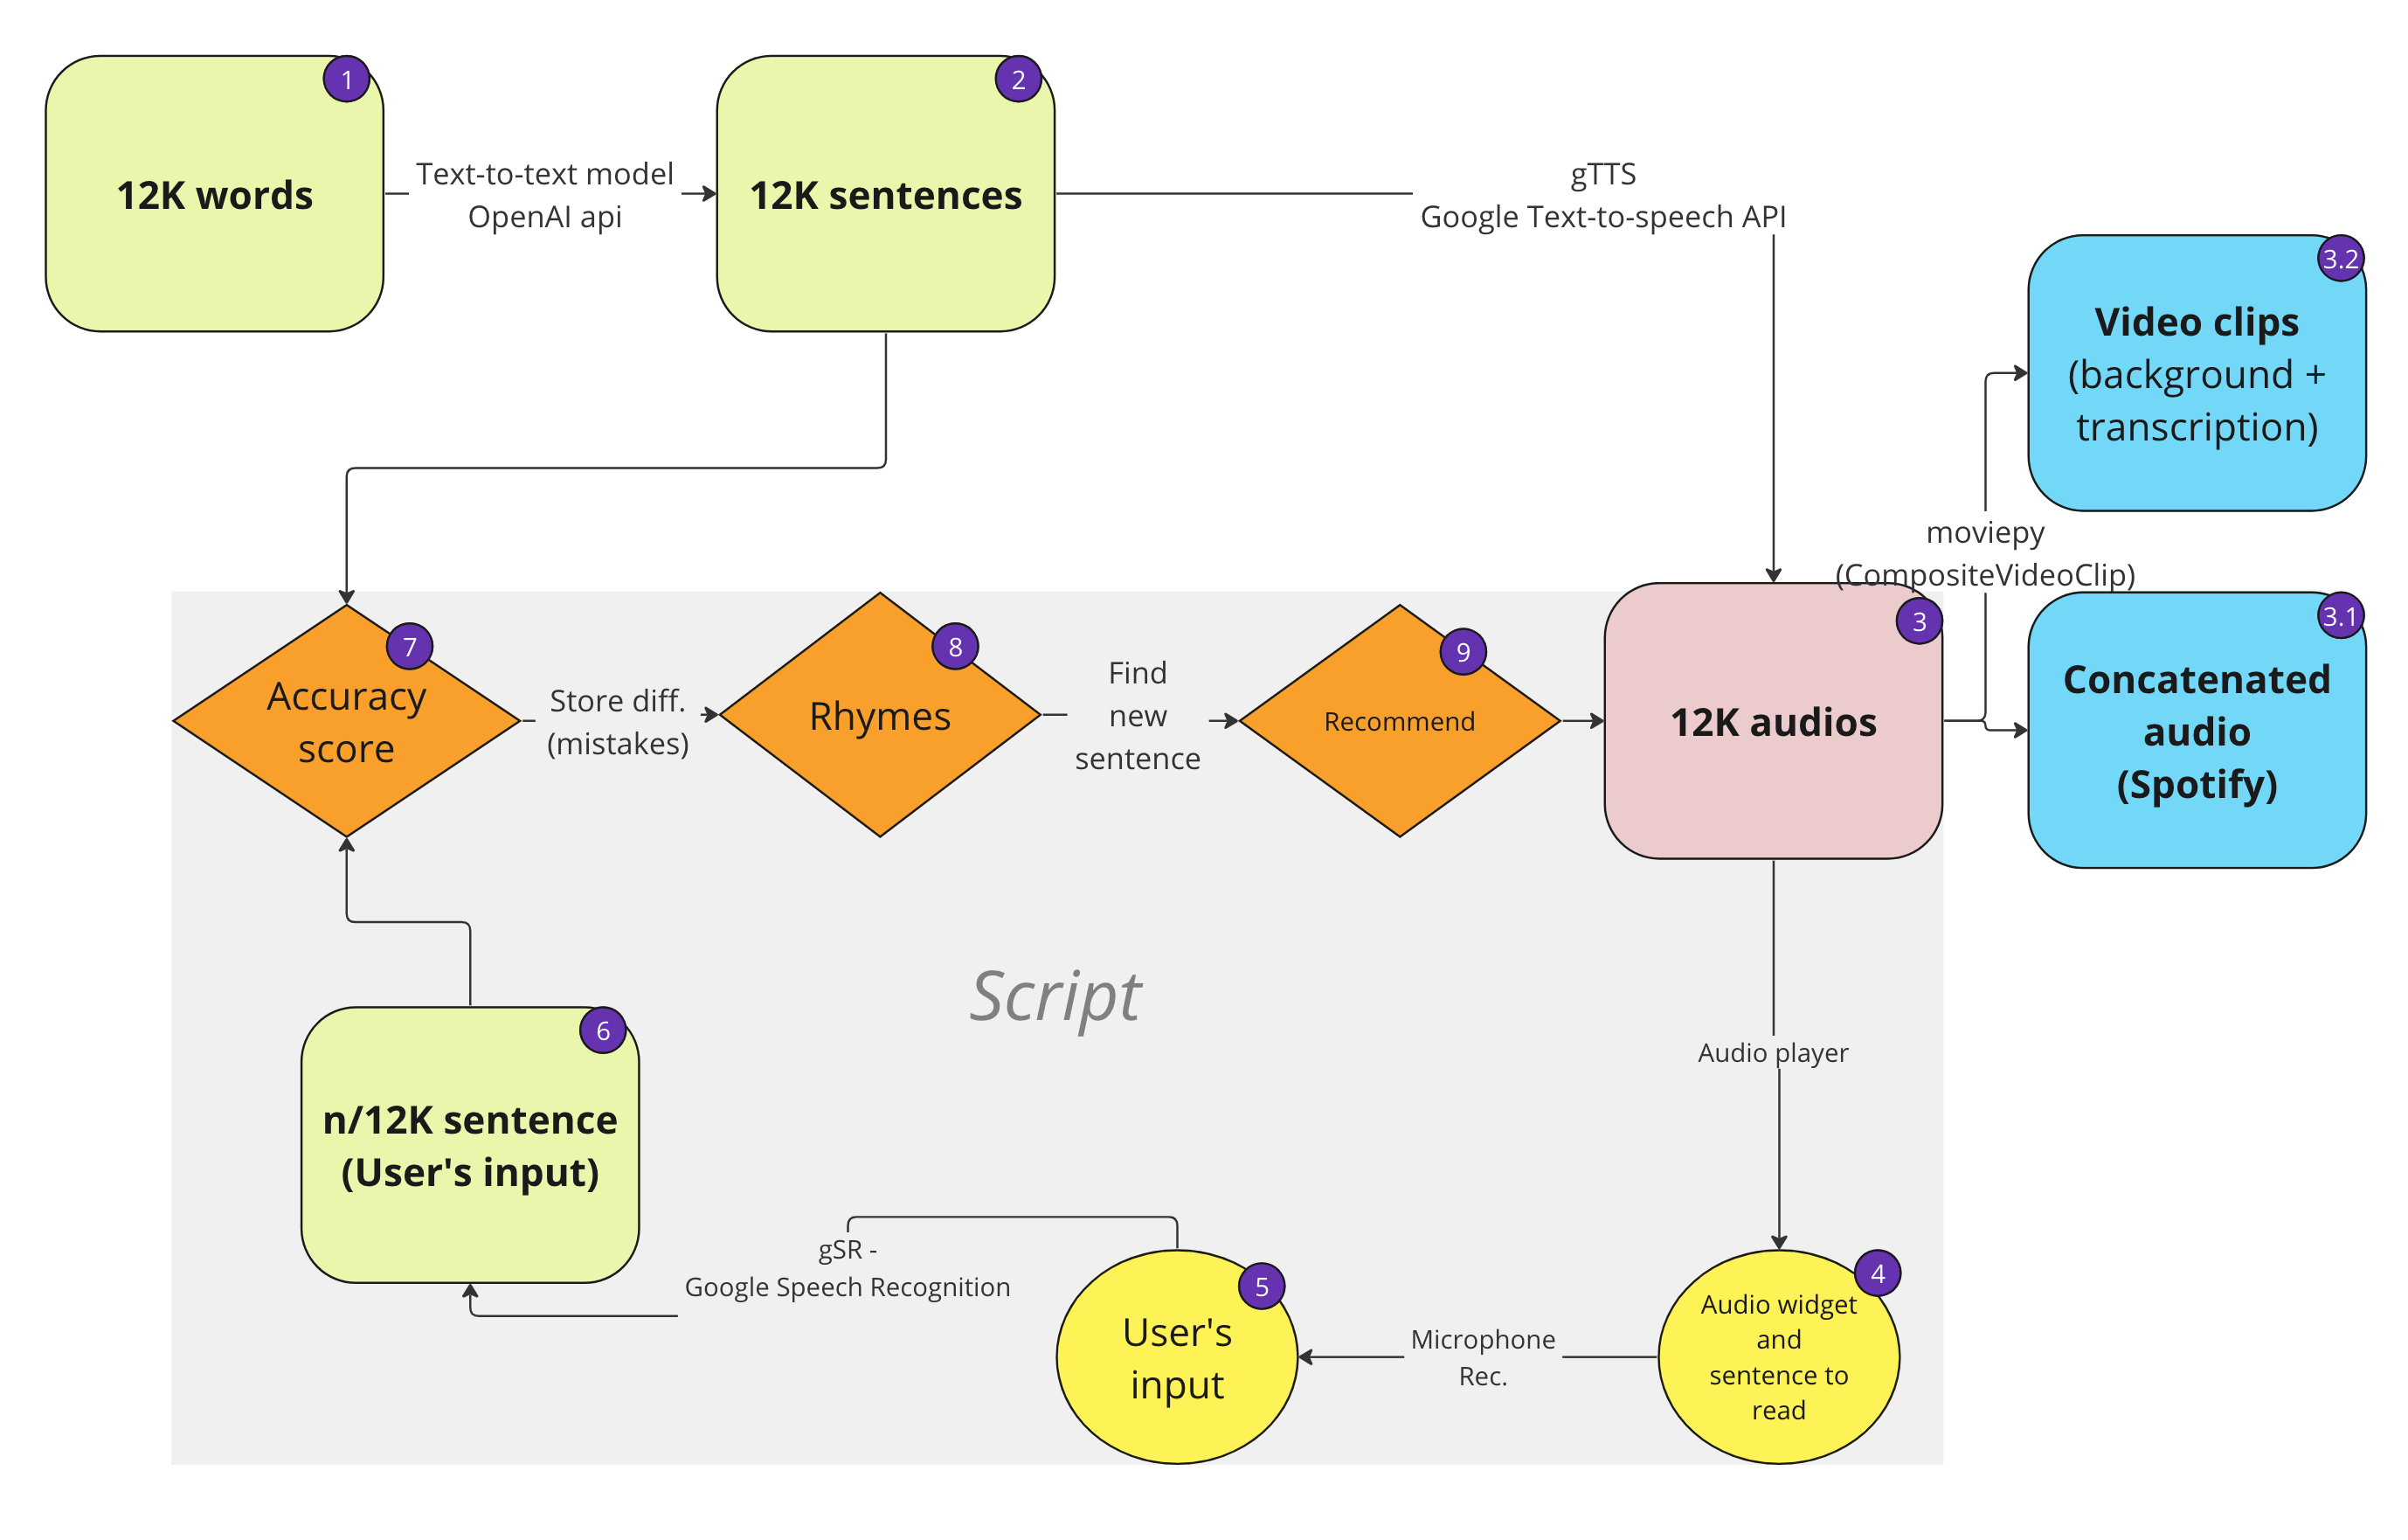 1
12K words
Text-to-text model
OpenAI api
2
12K sentences
gTTS
Google Text-to-speech API
3.2
Video clips
(background +
transcription)
moviepy
(CompositeVideoClip)
3.1
Concatenated
audio
(Spotify)
3
12K audios
7
Accuracy
score
Store diff.
(mistakes)
8
Rhymes
Find
new
sentence
9
Recommend
Script
Audio player
4
Audio widget
and
sentence to
read
Microphone
Rec.
5
User's
input
gSR -
Google Speech Recognition
6
n/12K sentence
(User's input)